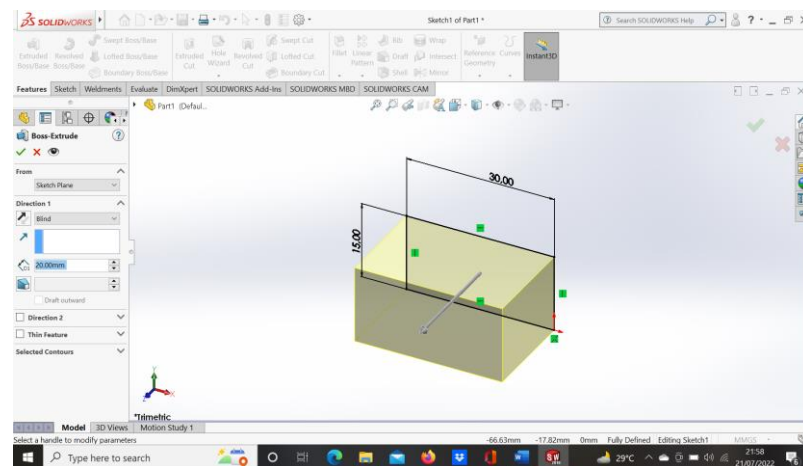 SOLIDWORKS
Sketch1 of Part1 *
Search SOLIDWORKS Help
Extruded Boss/Base
Revolved Boss/Base
Swept Boss/Base
Lofted Boss/Base
Boundary Boss/Base
Extruded Cut
Hole Wizard
Revolved Cut
Swept Cut
Lofted Cut
Boundary Cut
Fillet
Linear Pattern
Rib
Draft
Shell
Wrap
Intersect
Mirror
Reference Geometry
Curves
Instant3D
Features Sketch Weldments Evaluate DimXpert SOLIDWORKS Add-Ins SOLIDWORKS MBD SOLIDWORKS CAM
Part1 (Defaul...
Boss-Extrude
From
Sketch Plane
Direction 1
Blind
20.00mm
Draft outward
Direction 2
Thin Feature
Selected Contours
30.00
15.00
*Trimetric
Model 3D Views Motion Study 1
Select a handle to modify parameters
-66.63mm -17.82mm 0mm Fully Defined Editing Sketch1 MMGS
Type here to search
29°C
21:58
21/07/2022